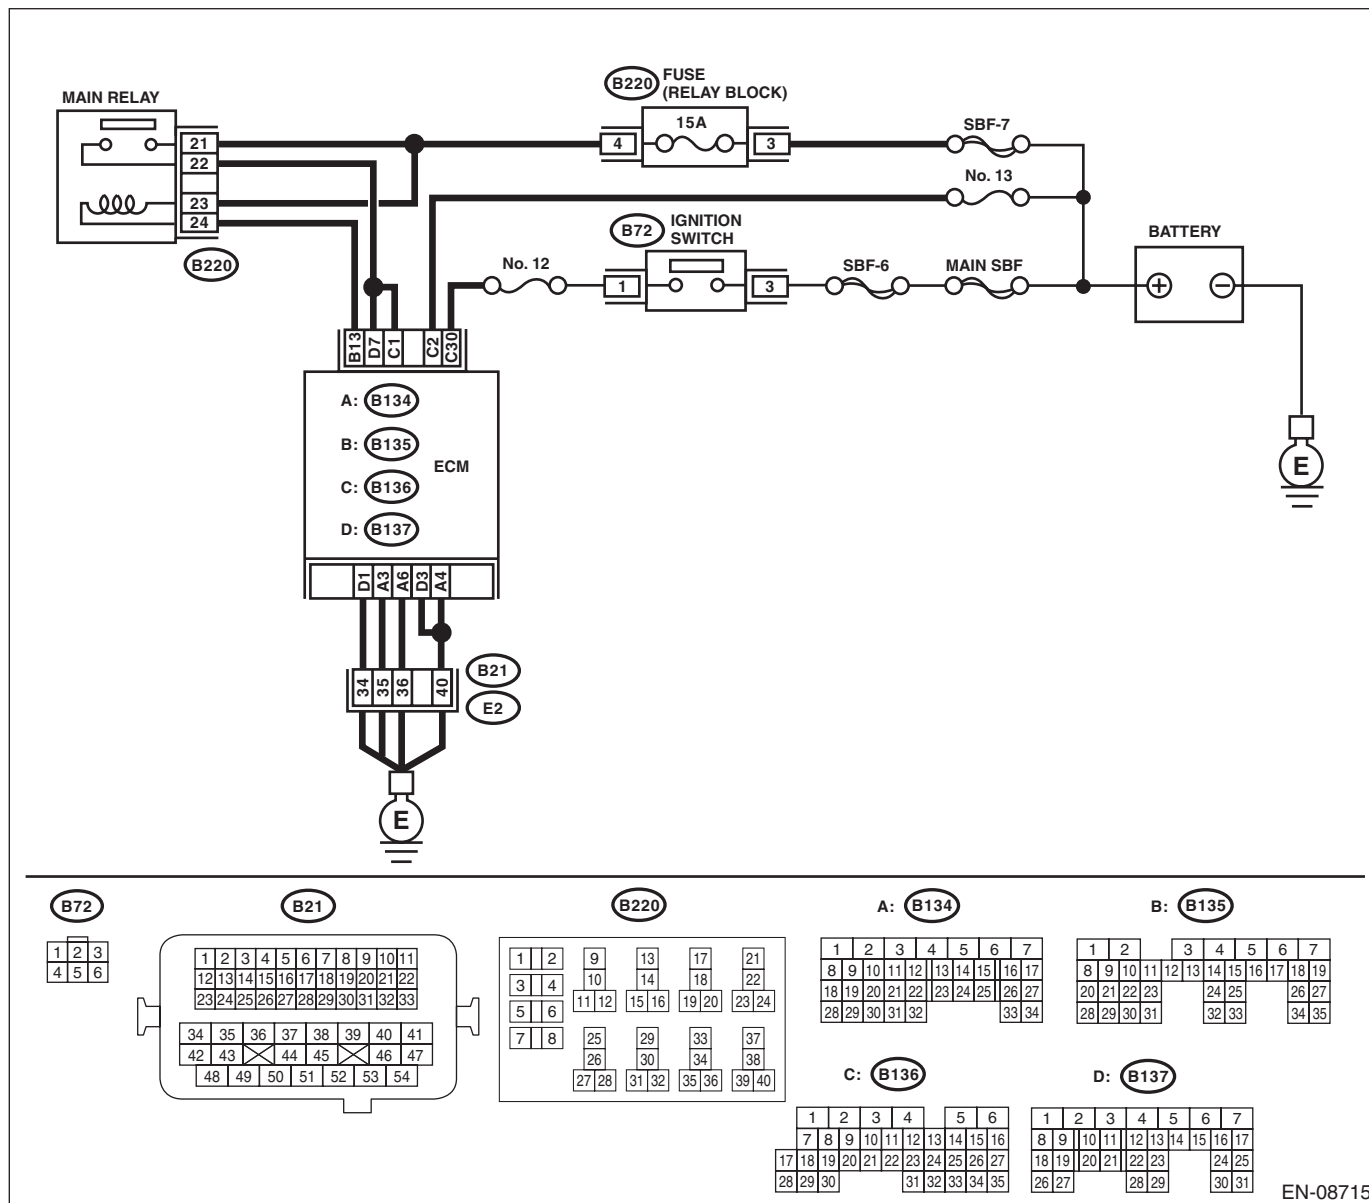 B220 FUSE
(RELAY BLOCK)
MAIN RELAY
15A
SBF-7
21
4
3
22
No. 13
23
B72 IGNITION
SWITCH
24
BATTERY
B220
No. 12
SBF-6
MAIN SBF
1
3
+
-
B13 D7 C1 C2 C30
A: B134
B: B135
ECM
E
C: B136
D: B137
D1 A3 A6 D3 A4
B21
34 35 36 40
E2
E
B72
B21
B220
A: B134
B: B135
1 2 3
4 5 6
1 2 3 4 5 6 7 8 9 10 11
12 13 14 15 16 17 18 19 20 21 22
23 24 25 26 27 28 29 30 31 32 33
34 35 36 37 38 39 40 41
42 43 44 45 46 47
48 49 50 51 52 53 54
1 2
3 4
5 6
7 8
9 13 17 21
10 14 18 22
11 12 15 16 19 20 23 24
25 29 33 37
26 30 34 38
27 28 31 32 35 36 39 40
1 2 3 4 5 6 7
8 9 10 11 12 13 14 15 16 17
18 19 20 21 22 23 24 25 26 27
28 29 30 31 32 33 34
1 2 3 4 5 6 7
8 9 10 11 12 13 14 15 16 17 18 19
20 21 22 23 24 25 26 27
28 29 30 31 32 33 34 35
C: B136
D: B137
1 2 3 4 5 6
7 8 9 10 11 12 13 14 15 16
17 18 19 20 21 22 23 24 25 26 27
28 29 30 31 32 33 34 35
1 2 3 4 5 6 7
8 9 10 11 12 13 14 15 16 17
18 19 20 21 22 23 24 25
26 27 28 29 30 31
EN-08715